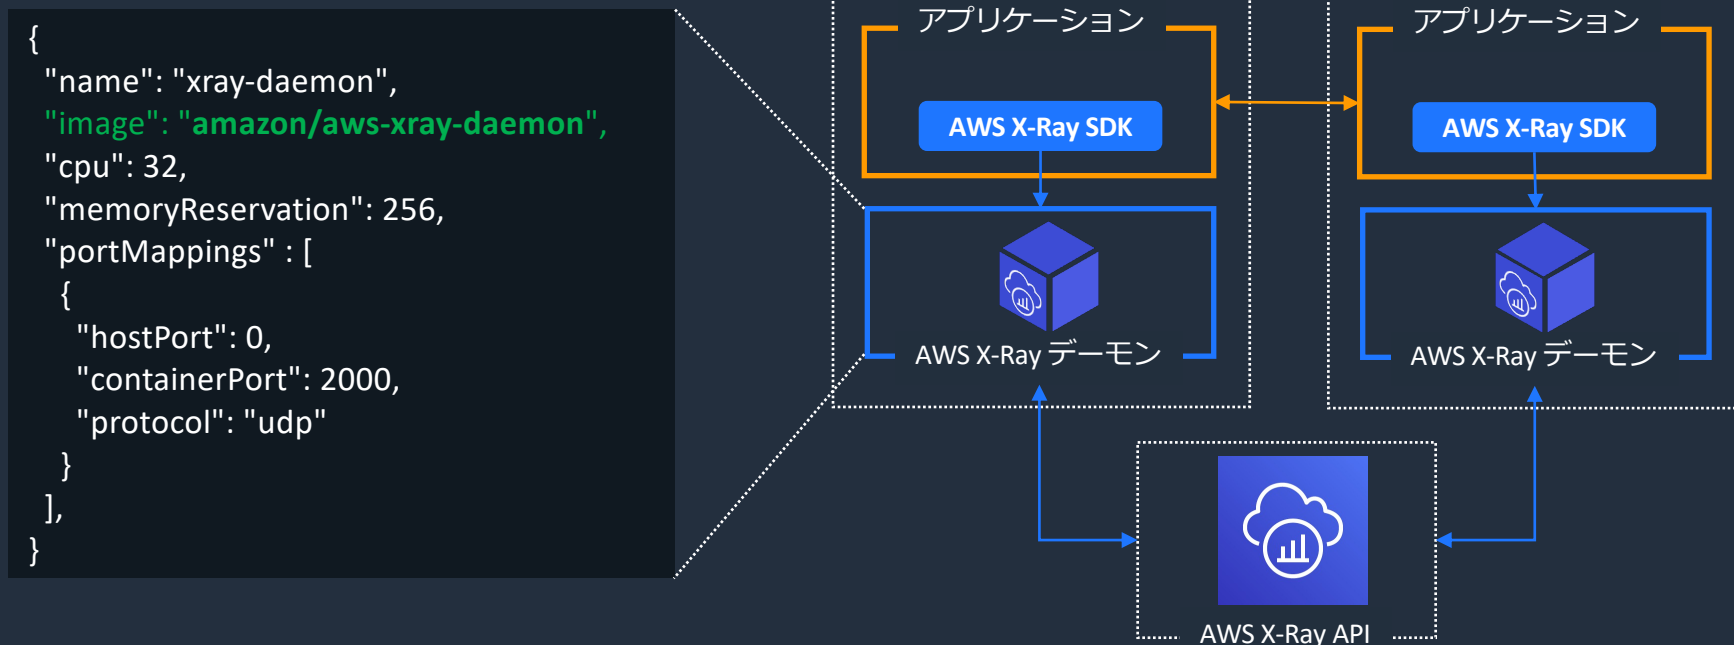 {
"name": "xray-daemon",
"image": "amazon/aws-xray-daemon",
"cpu": 32,
"memoryReservation": 256,
"portMappings" : [
{
"hostPort": 0,
"containerPort": 2000,
"protocol": "udp"
}
],
}
アプリケーション
AWS X-Ray SDK
AWS X-Ray デーモン
アプリケーション
AWS X-Ray SDK
AWS X-Ray デーモン
AWS X-Ray API